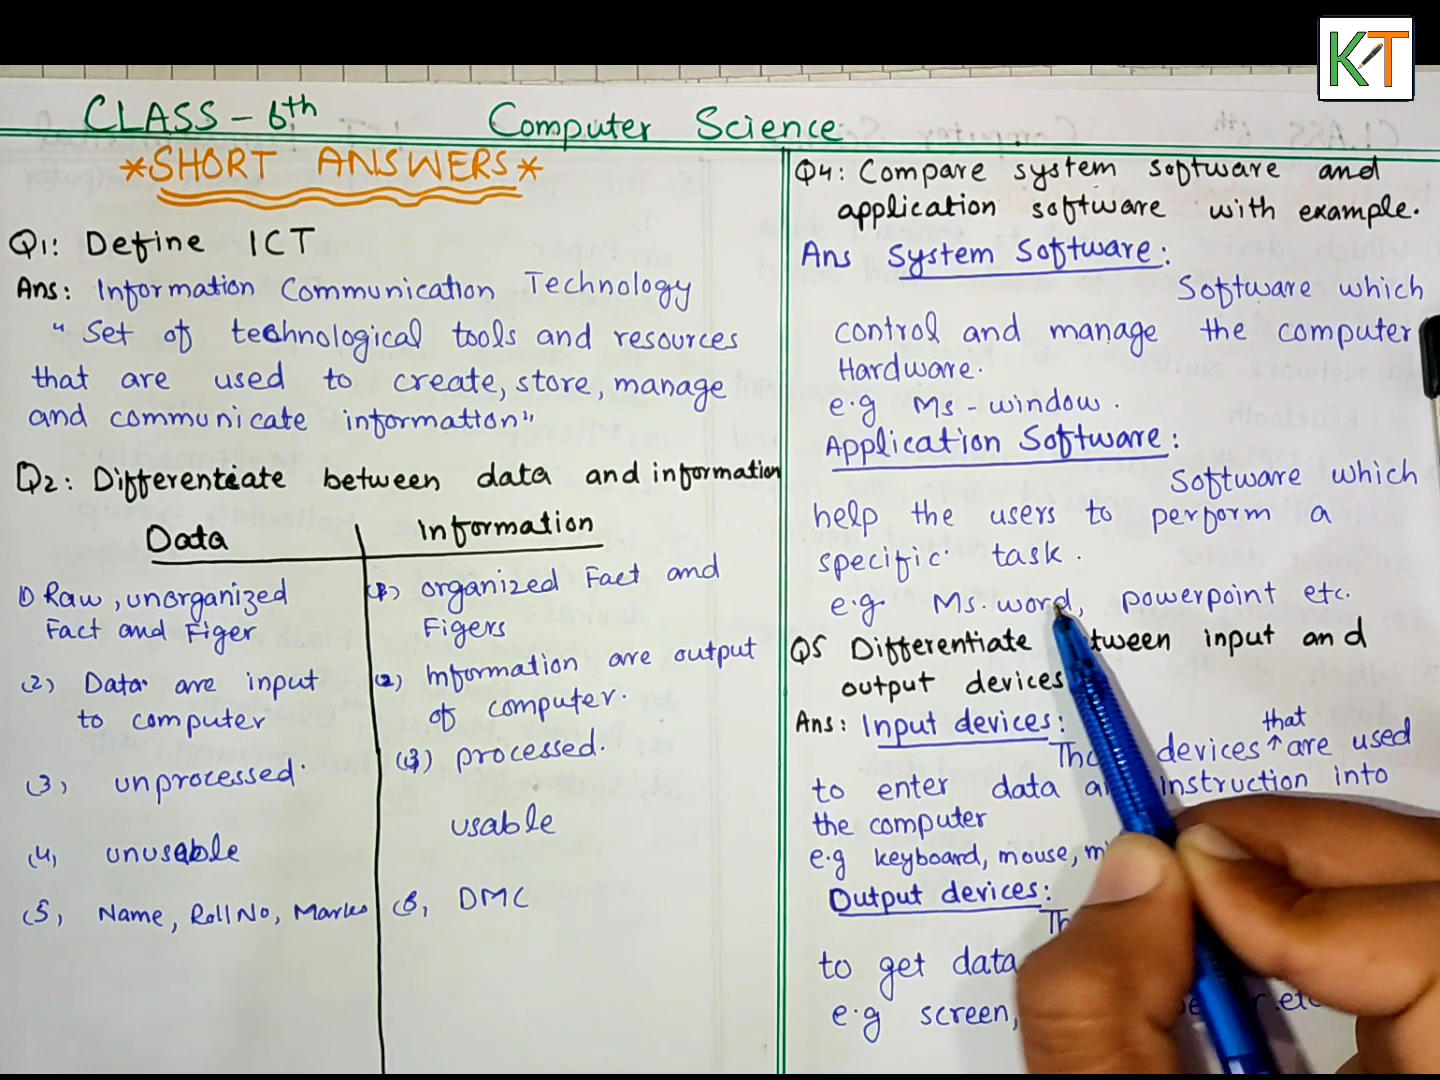 KT
CLASS - 6th Computer Science
*SHORT ANSWERS*
Q1: Define ICT
Ans: Information Communication Technology
"Set of technological tools and resources
that are used to create, store, manage
and communicate information"
Q2: Differentiate between data and information
Data Information
1) Raw, unorganized
Fact and Figer
(2) Data are input
to computer
(3) unprocessed.
(4) unusable
(5) Name, Roll No, Marks
(1) organized Fact and
Figers
(2) Information are output
of computer.
(3) processed.
usable
DMC
Q4: Compare system software and
application software with example.
Ans System Software:
Software which
control and manage the computer
Hardware.
e.g Ms - window.
Application Software:
Software which
help the users to perform a
specific task.
e.g. Ms. word, powerpoint etc.
Q5 Differentiate between input and
output devices
Ans: Input devices:
that
devices ↑ are used
to enter data instruction into
the computer
e.g keyboard, mouse,
Output devices:
to get data
e.g screen,